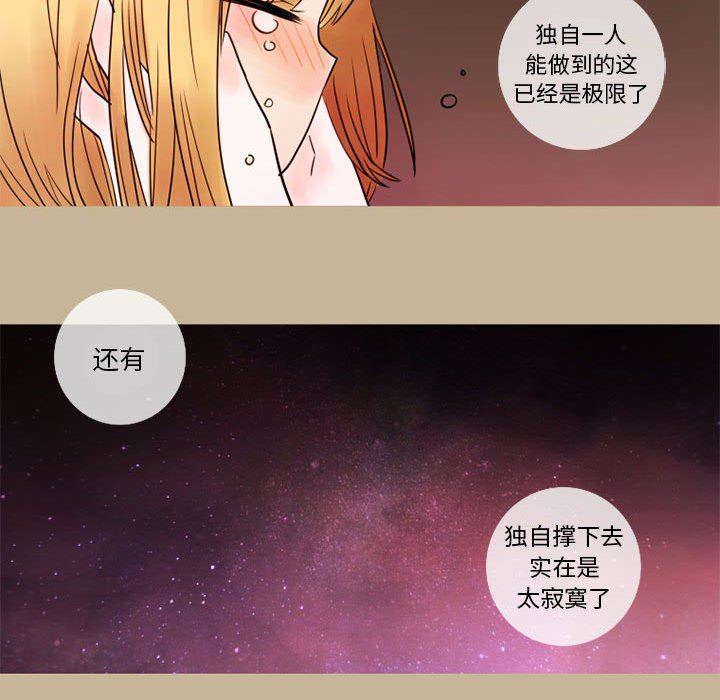 独自一人
能做到的这
已经是极限了
还有
独自撑下去
实在是
太寂寞了